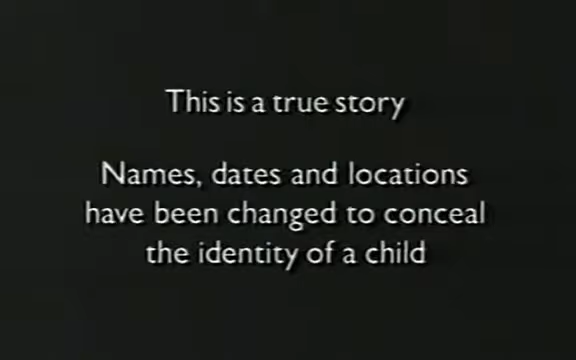 This is a true story
Names, dates and locations
have been changed to conceal
the identity of a child